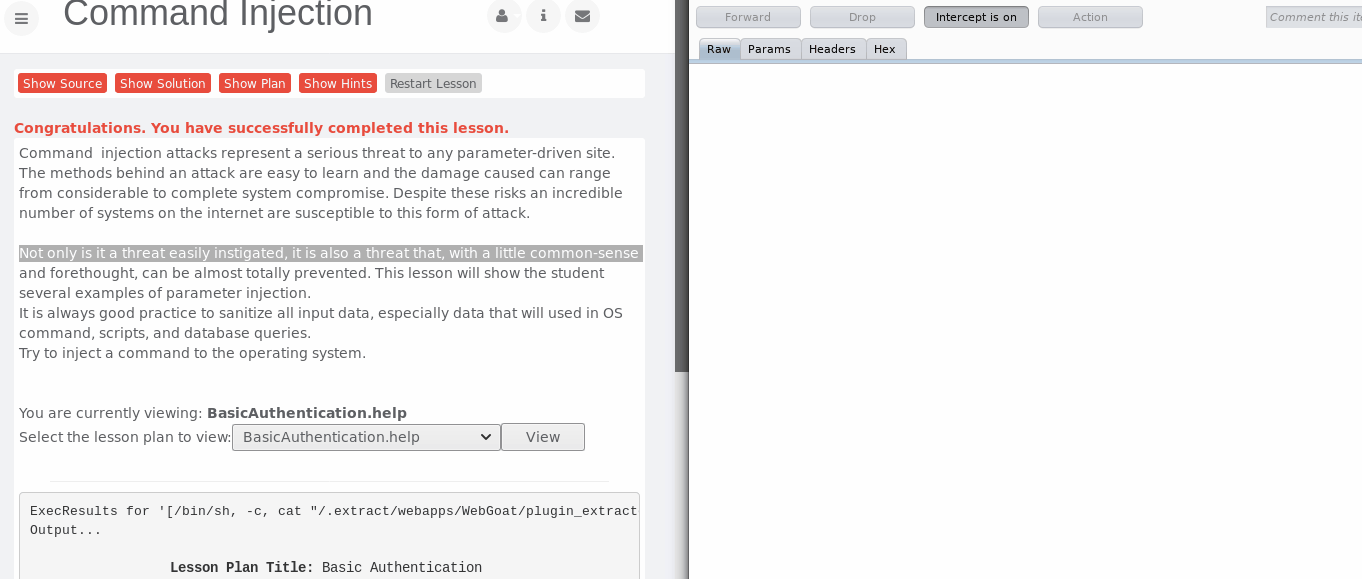 Command Injection
Show Source Show Solution Show Plan Show Hints Restart Lesson
Congratulations. You have successfully completed this lesson.
Command  injection attacks represent a serious threat to any parameter-driven site.
The methods behind an attack are easy to learn and the damage caused can range
from considerable to complete system compromise. Despite these risks an incredible
number of systems on the internet are susceptible to this form of attack.
Not only is it a threat easily instigated, it is also a threat that, with a little common-sense
and forethought, can be almost totally prevented. This lesson will show the student
several examples of parameter injection.
It is always good practice to sanitize all input data, especially data that will used in OS
command, scripts, and database queries.
Try to inject a command to the operating system.
You are currently viewing: BasicAuthentication.help
Select the lesson plan to view: BasicAuthentication.help View
ExecResults for '[/bin/sh, -c, cat "/.extract/webapps/WebGoat/plugin_extract
Output...
Lesson Plan Title: Basic Authentication
Forward Drop Intercept is on Action Comment this
Raw Params Headers Hex